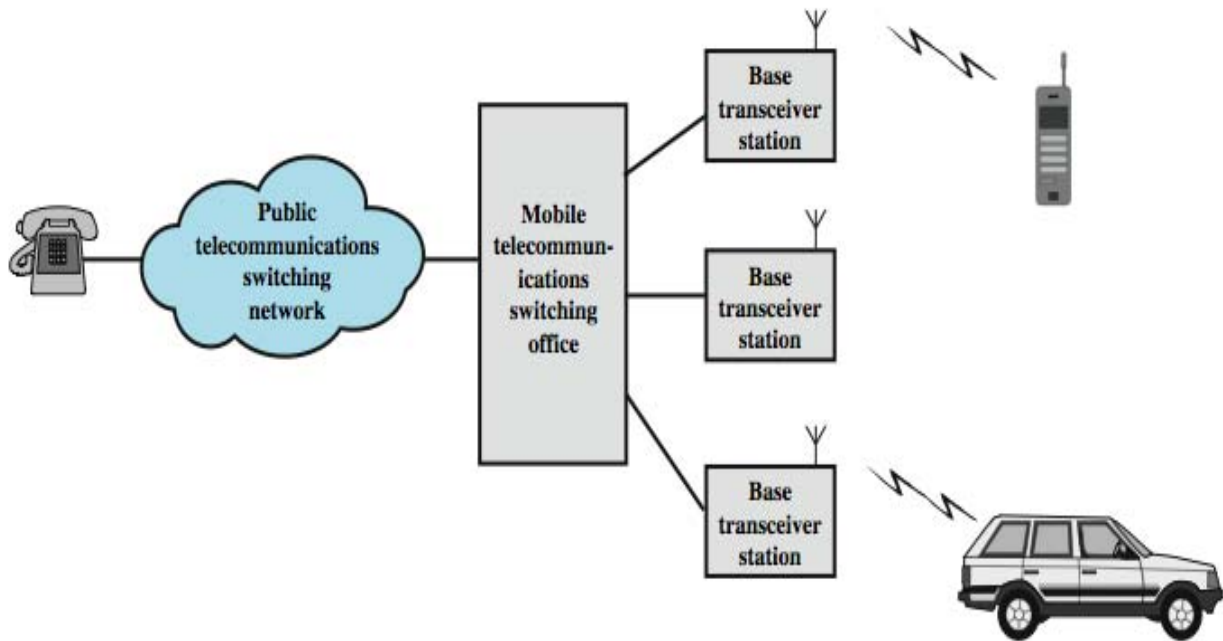 Public
telecommunications
switching
network
Mobile
telecommun-
ications
switching
office
Base
transceiver
station
Base
transceiver
station
Base
transceiver
station